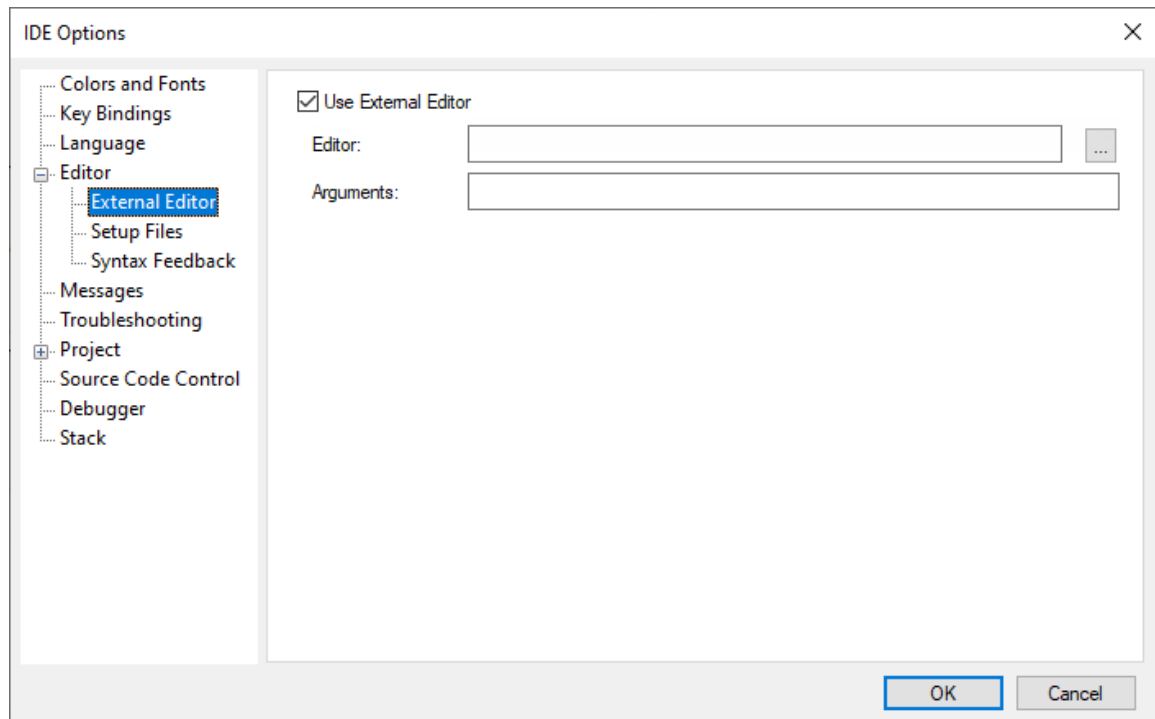 IDE Options
Colors and Fonts
Key Bindings
Language
Editor
External Editor
Setup Files
Syntax Feedback
Messages
Troubleshooting
Project
Source Code Control
Debugger
Stack
Use External Editor
Editor:
...
Arguments:
OK
Cancel